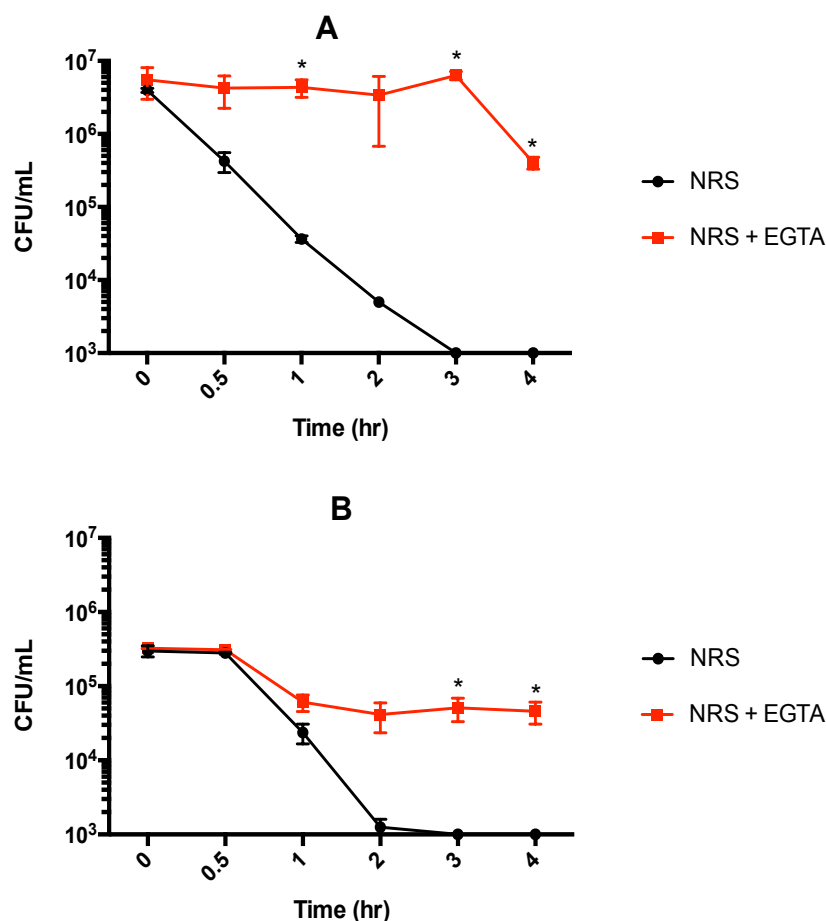 A
10⁷
10⁶
10⁵
10⁴
10³
CFU/mL
* * *
0 0.5 1 2 3 4
Time (hr)
NRS
NRS + EGTA
B
10⁷
10⁶
10⁵
10⁴
10³
CFU/mL
* *
0 0.5 1 2 3 4
Time (hr)
NRS
NRS + EGTA